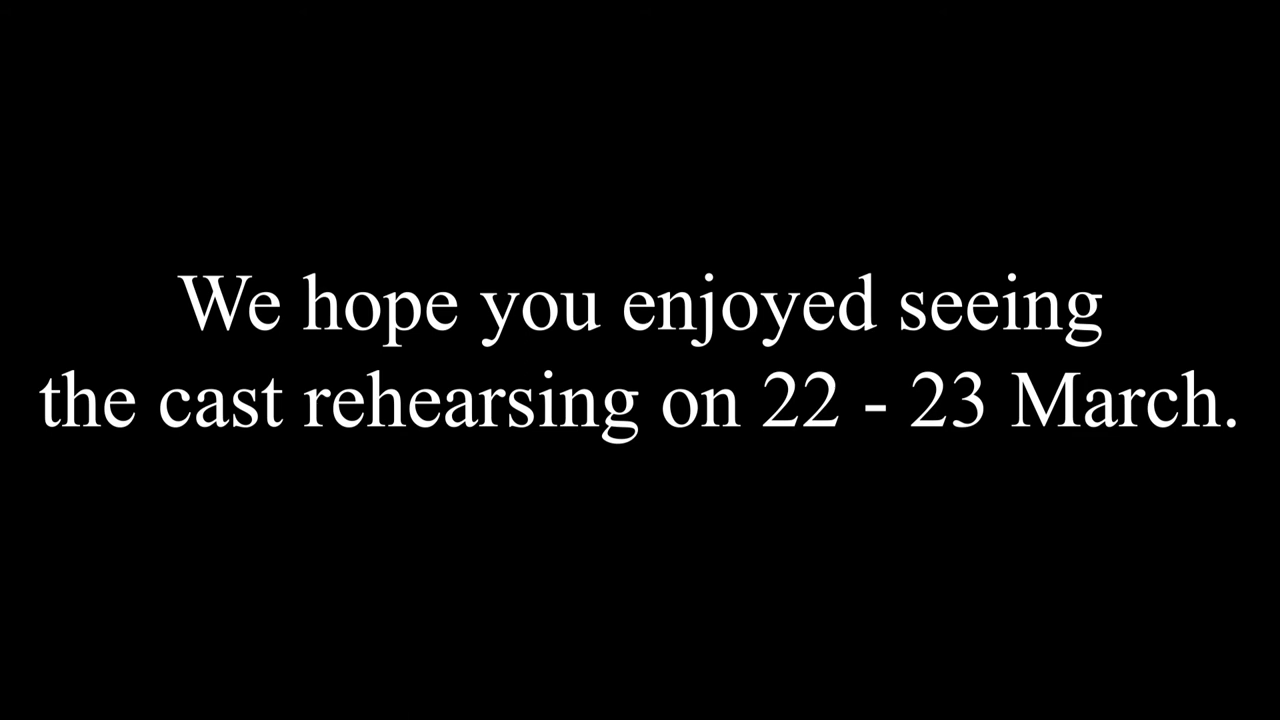 We hope you enjoyed seeing
the cast rehearsing on 22 - 23 March.